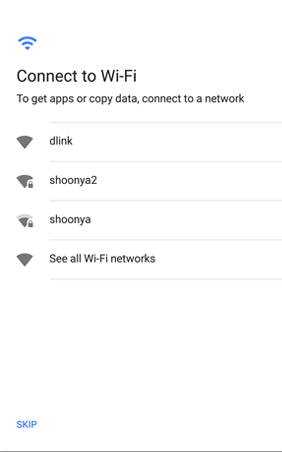 Connect to Wi-Fi
To get apps or copy data, connect to a network
dlink
shoonya2
shoonya
See all Wi-Fi networks
SKIP